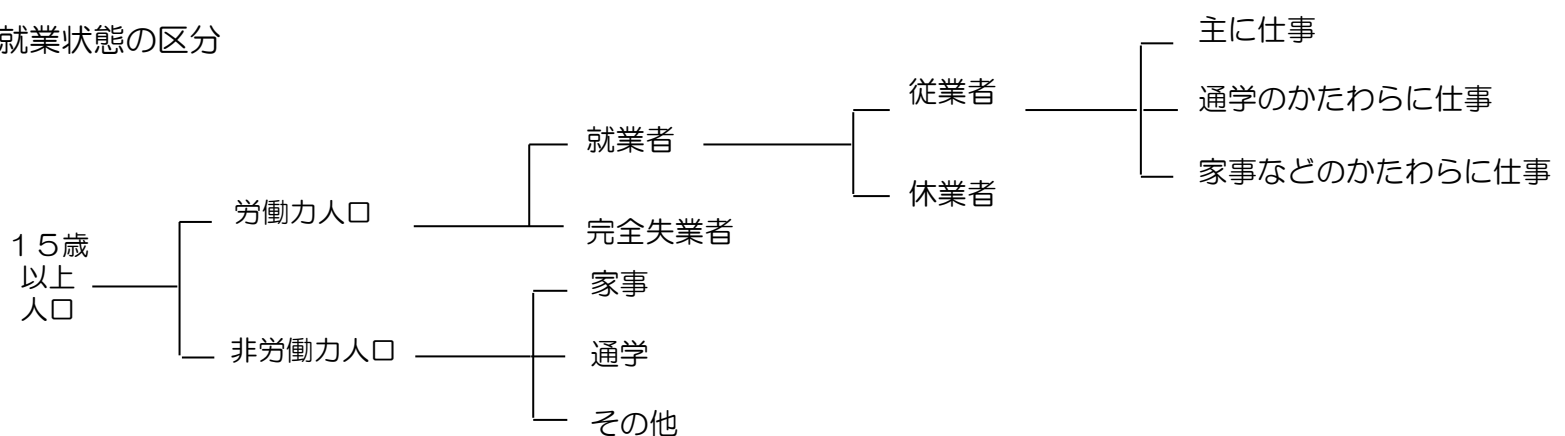 就業状態の区分
主に仕事
従業者
通学のかたわらに仕事
就業者
家事などのかたわらに仕事
休業者
労働力人口
完全失業者
１５歳
以上
人口
家事
非労働力人口
通学
その他